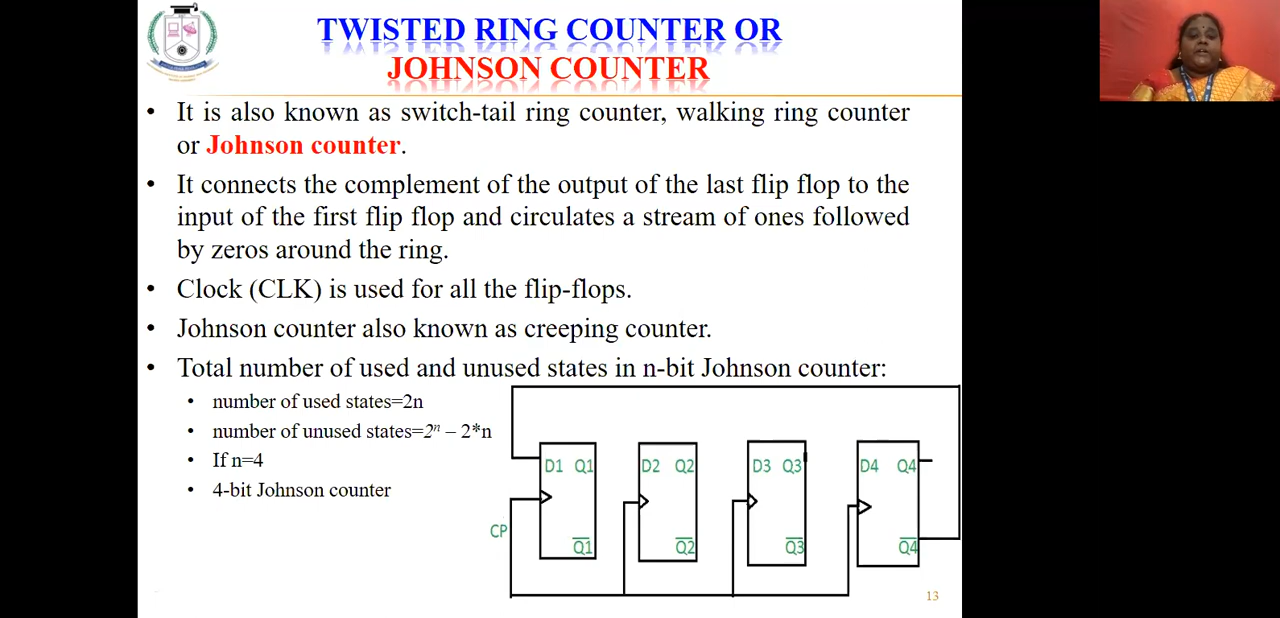 TWISTED RING COUNTER OR
JOHNSON COUNTER
• It is also known as switch-tail ring counter, walking ring counter
or Johnson counter.
• It connects the complement of the output of the last flip flop to the
input of the first flip flop and circulates a stream of ones followed
by zeros around the ring.
• Clock (CLK) is used for all the flip-flops.
• Johnson counter also known as creeping counter.
• Total number of used and unused states in n-bit Johnson counter:
• number of used states=2n
• number of unused states=2ⁿ – 2*n
• If n=4
• 4-bit Johnson counter
D1 Q1 D2 Q2 D3 Q3 D4 Q4
CP
Q̅1̅ Q̅2̅ Q̅3̅ Q̅4̅
13